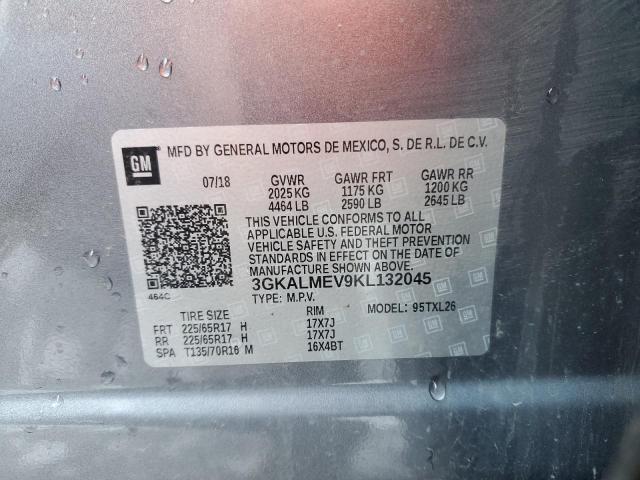 GM
MFD BY GENERAL MOTORS DE MEXICO, S. DE R.L. DE C.V.
07/18 GVWR GAWR FRT GAWR RR
2025 KG 1175 KG 1200 KG
4464 LB 2590 LB 2645 LB
THIS VEHICLE CONFORMS TO ALL
APPLICABLE U.S. FEDERAL MOTOR
VEHICLE SAFETY AND THEFT PREVENTION
STANDARDS IN EFFECT ON THE DATE OF
MANUFACTURE SHOWN ABOVE.
464C 3GKALMEV9KL132045
TYPE: M.P.V. MODEL: 95TXL26
TIRE SIZE RIM
FRT 225/65R17 H 17X7J
RR 225/65R17 H 17X7J
SPA T135/70R16 M 16X4BT